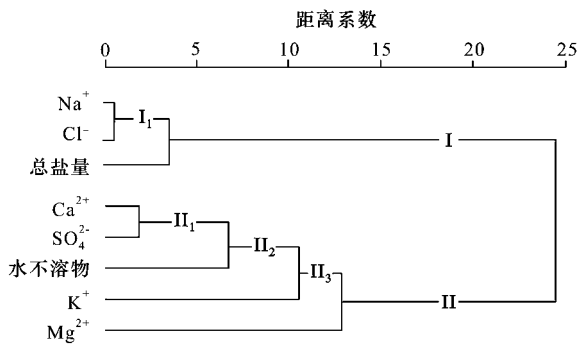 距离系数
0 5 10 15 20 25
Na⁺
I₁
Cl⁻
I
总盐量
Ca²⁺
II₁
SO₄²⁻
II₂
水不溶物
II₃
K⁺
II
Mg²⁺